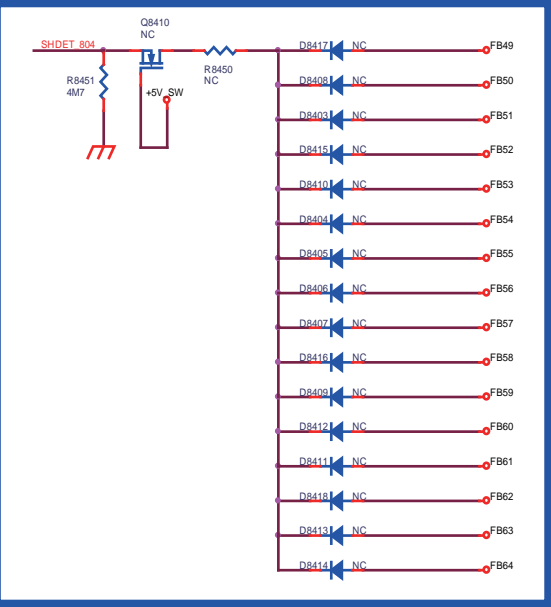 Q8410
NC
SHDET_804
R8451
4M7
+5V_SW
R8450
NC
D8417 NC FB49
D8408 NC FB50
D8403 NC FB51
D8415 NC FB52
D8410 NC FB53
D8404 NC FB54
D8405 NC FB55
D8406 NC FB56
D8407 NC FB57
D8416 NC FB58
D8409 NC FB59
D8412 NC FB60
D8411 NC FB61
D8418 NC FB62
D8413 NC FB63
D8414 NC FB64